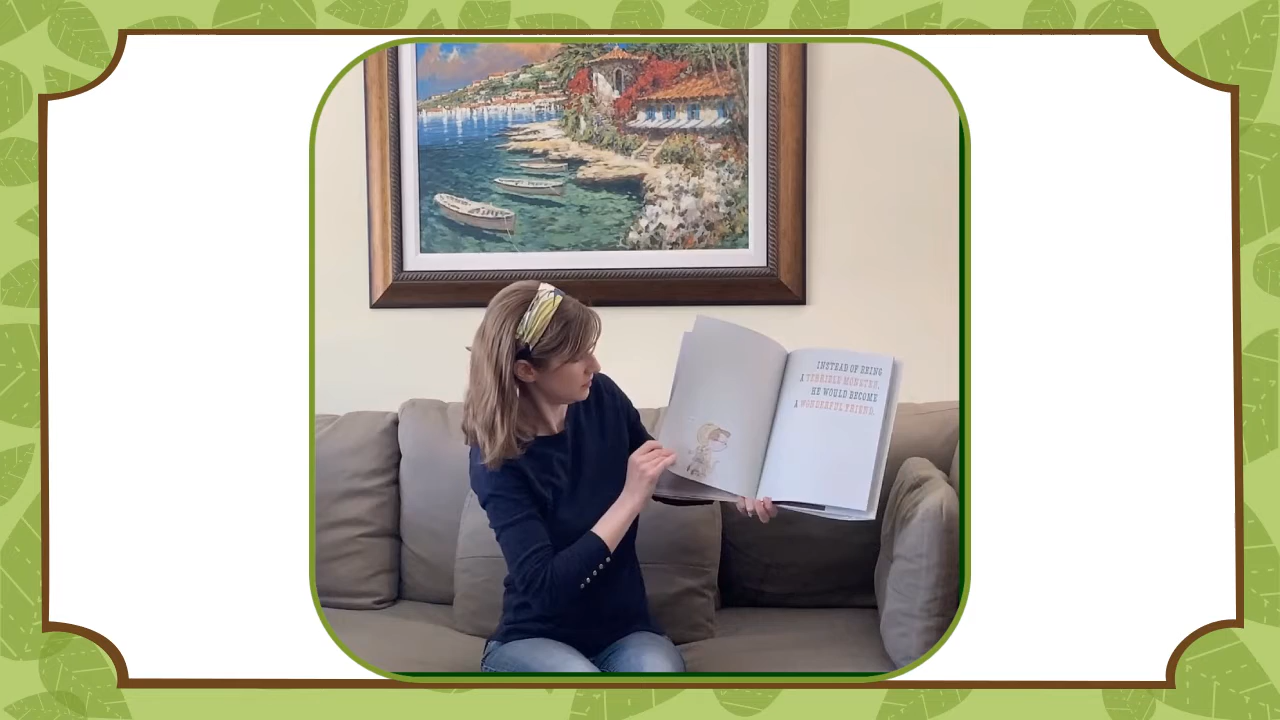 INSTEAD OF BEING
A TERRIBLE MONSTER,
HE WOULD BECOME
A WONDERFUL FRIEND.